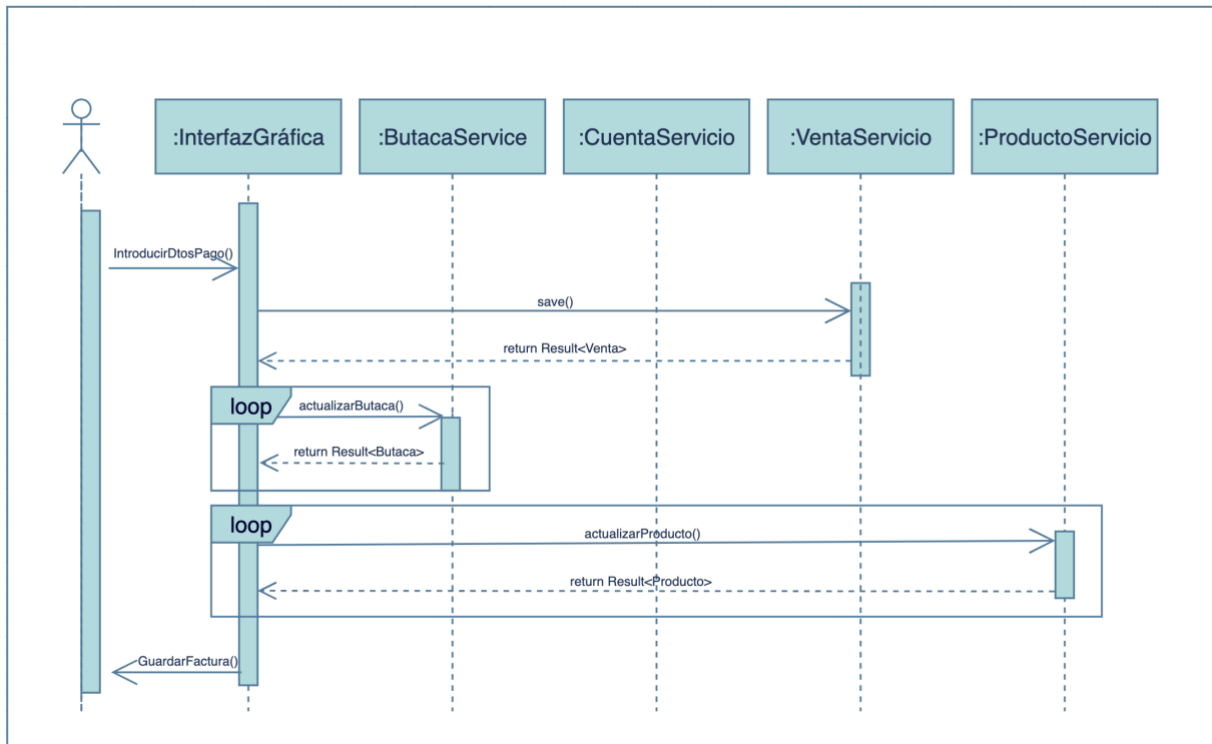 :InterfazGráfica
:ButacaService
:CuentaServicio
:VentaServicio
:ProductoServicio
IntroducirDtosPago()
save()
return Result<Venta>
loop
actualizarButaca()
return Result<Butaca>
loop
actualizarProducto()
return Result<Producto>
GuardarFactura()